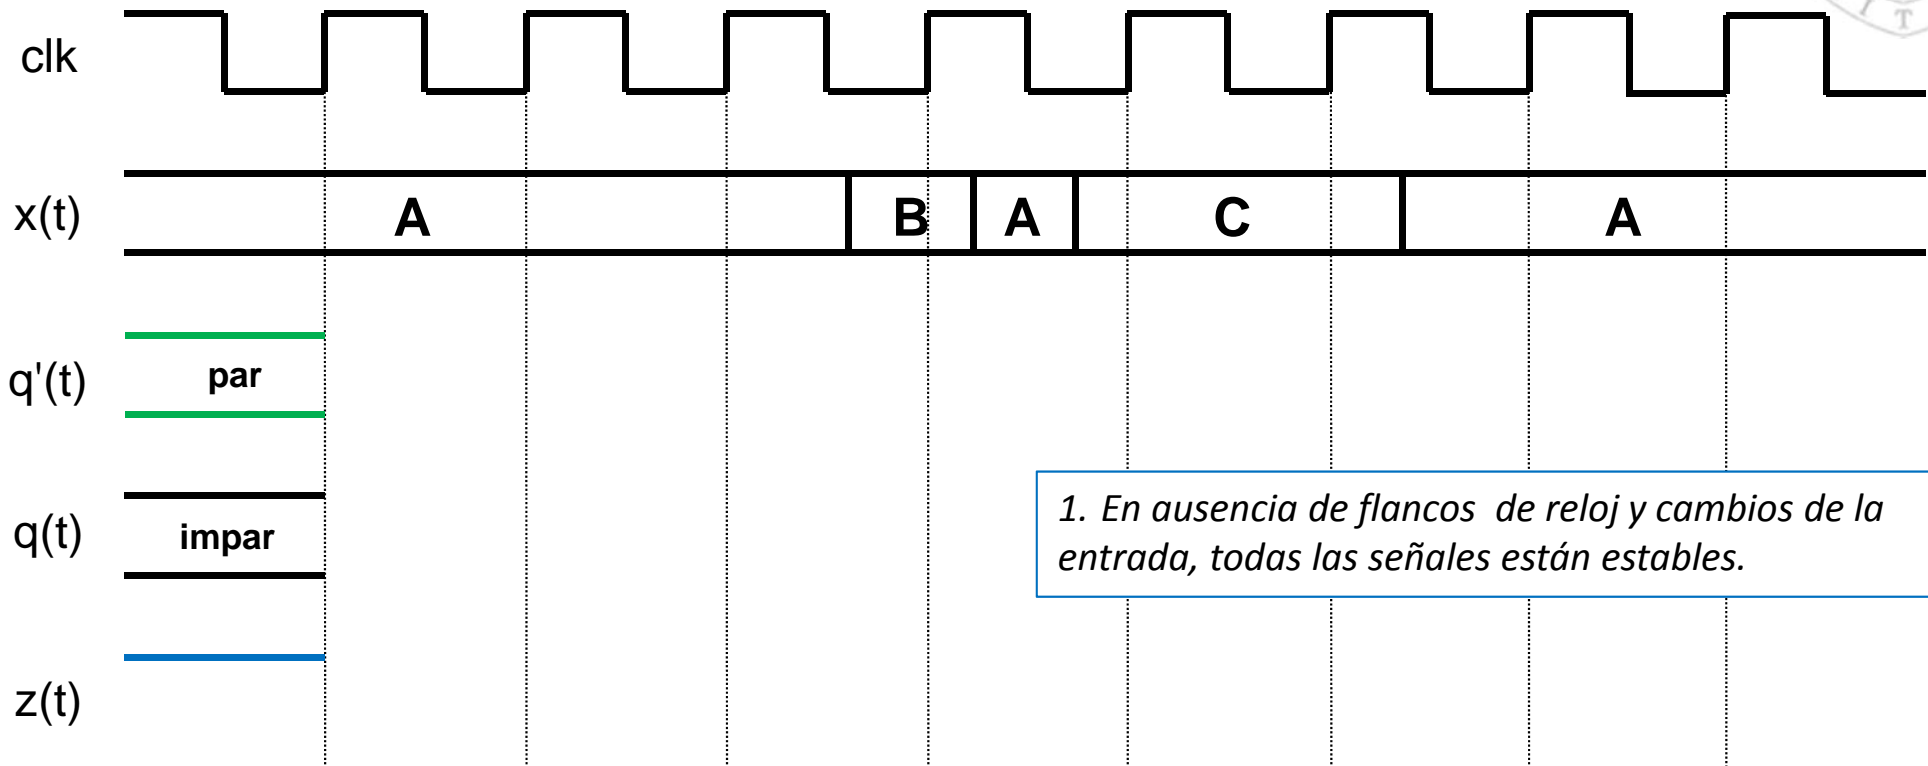 clk
x(t)
A
B
A
C
A
q'(t)
par
q(t)
impar
1. En ausencia de flancos de reloj y cambios de la
entrada, todas las señales están estables.
z(t)
T